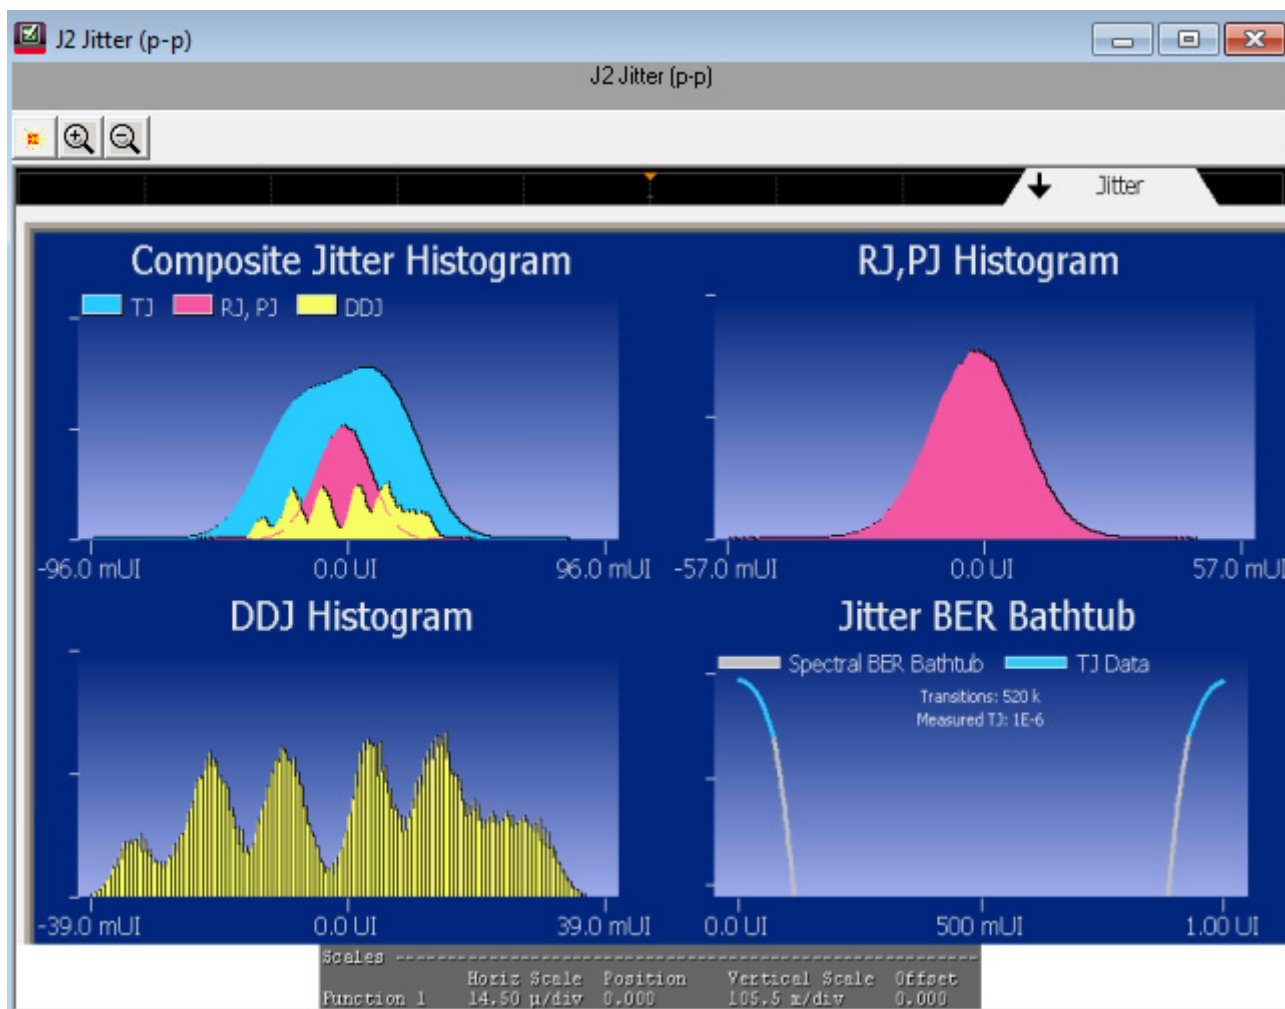 J2 Jitter (p-p)
J2 Jitter (p-p)
Jitter
Composite Jitter Histogram
TJ RJ, PJ DDJ
-96.0 mUI 0.0 UI 96.0 mUI
RJ,PJ Histogram
-57.0 mUI 0.0 UI 57.0 mUI
DDJ Histogram
-39.0 mUI 0.0 UI 39.0 mUI
Jitter BER Bathtub
Spectral BER Bathtub TJ Data
Transitions: 520 k
Measured TJ: 1E-6
0.0 UI 500 mUI 1.00 UI
Scales
Horiz Scale Position Vertical Scale Offset
Function 1 14.50 µ/div 0.000 105.5 m/div 0.000